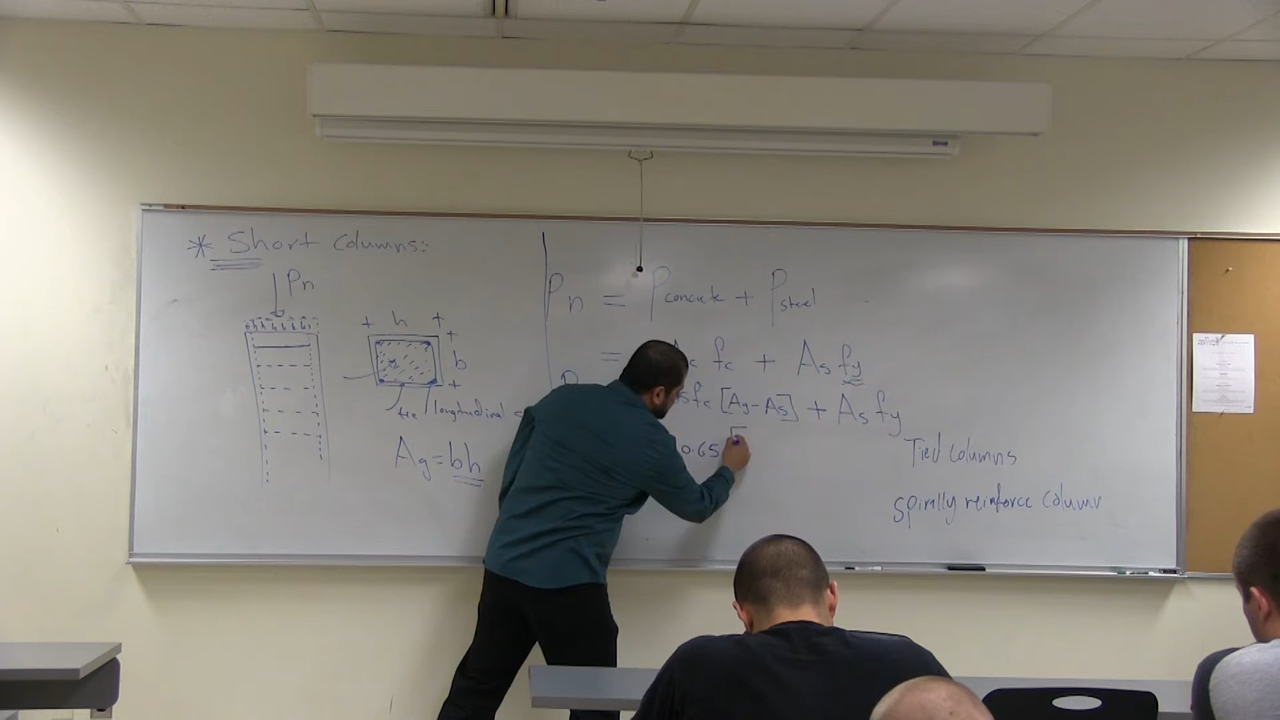 * Short Columns:
Pn
+ h +
+
b
+
tie longitudinal
Ag = bh
Pn = Pconcrete + Psteel
= fc + As fy
fc [Ag - As] + As fy
0.65 [
Tied columns
spirally reinforce column